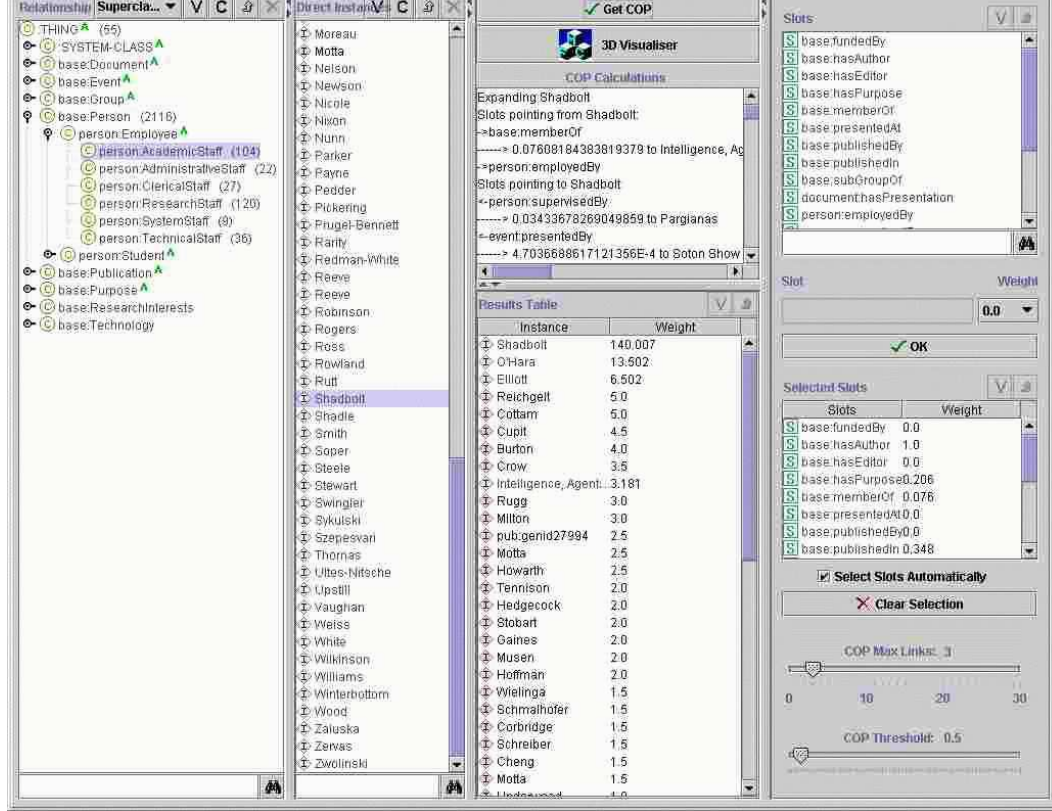 Relationship Supercla... V C
:THING A (55)
:SYSTEM-CLASS A
base:Document A
base:Event A
base:Group A
base:Person (2116)
person:Employee A
person:AcademicStaff (104)
person:AdministrativeStaff (22)
person:ClericalStaff (27)
person:ResearchStaff (120)
person:SystemStaff (9)
person:TechnicalStaff (36)
person:Student A
base:Publication A
base:Purpose A
base:ResearchInterests
base:Technology
Direct Instances V C
Moreau
Motta
Nelson
Newson
Nicole
Nixon
Nunn
Parker
Payne
Pedder
Pickering
Prugel-Bennett
Rarity
Redman-White
Reeve
Reeve
Robinson
Rogers
Ross
Rowland
Rutt
Shadbolt
Shadle
Smith
Soper
Steele
Stewart
Swingler
Sykulski
Szepesvari
Thornas
Ultes-Nitsche
Upstill
Vaughan
Weiss
White
Wilkinson
Williams
Winterbottom
Wood
Zaluska
Zervas
Zwolinski
Get COP
3D Visualiser
COP Calculations
Expanding Shadbolt
Slots pointing from Shadbolt:
->base:memberOf
-----> 0.07608184383819379 to Intelligence, Ag
->person:employedBy
Slots pointing to Shadbolt
<-person:supervisedBy
-----> 0.03433678269049859 to Pargianas
<-event:presentedBy
-----> 4.7036688617121356E-4 to Soton Show
Results Table V
Instance Weight
Shadbolt 140.007
O'Hara 13.502
Elliott 6.502
Reichgelt 5.0
Cottam 5.0
Cupit 4.5
Burton 4.0
Crow 3.5
Intelligence, Agent... 3.181
Rugg 3.0
Milton 3.0
pub:genid27994 2.5
Motta 2.5
Howarth 2.5
Tennison 2.0
Hedgecock 2.0
Stobart 2.0
Gaines 2.0
Musen 2.0
Hoffman 2.0
Wielinga 1.5
Schmalhofer 1.5
Corbridge 1.5
Schreiber 1.5
Cheng 1.5
Motta 1.5
Slots V
base:fundedBy
base:hasAuthor
base:hasEditor
base:hasPurpose
base:memberOf
base:presentedAt
base:publishedBy
base:publishedIn
base:subGroupOf
document:hasPresentation
person:employedBy
Slot Weight
0.0
OK
Selected Slots V
Slots Weight
base:fundedBy 0.0
base:hasAuthor 1.0
base:hasEditor 0.0
base:hasPurpose 0.206
base:memberOf 0.076
base:presentedAt 0.0
base:publishedBy 0.0
base:publishedIn 0.348
Select Slots Automatically
Clear Selection
COP Max Links: 3
0 10 20 30
COP Threshold: 0.5